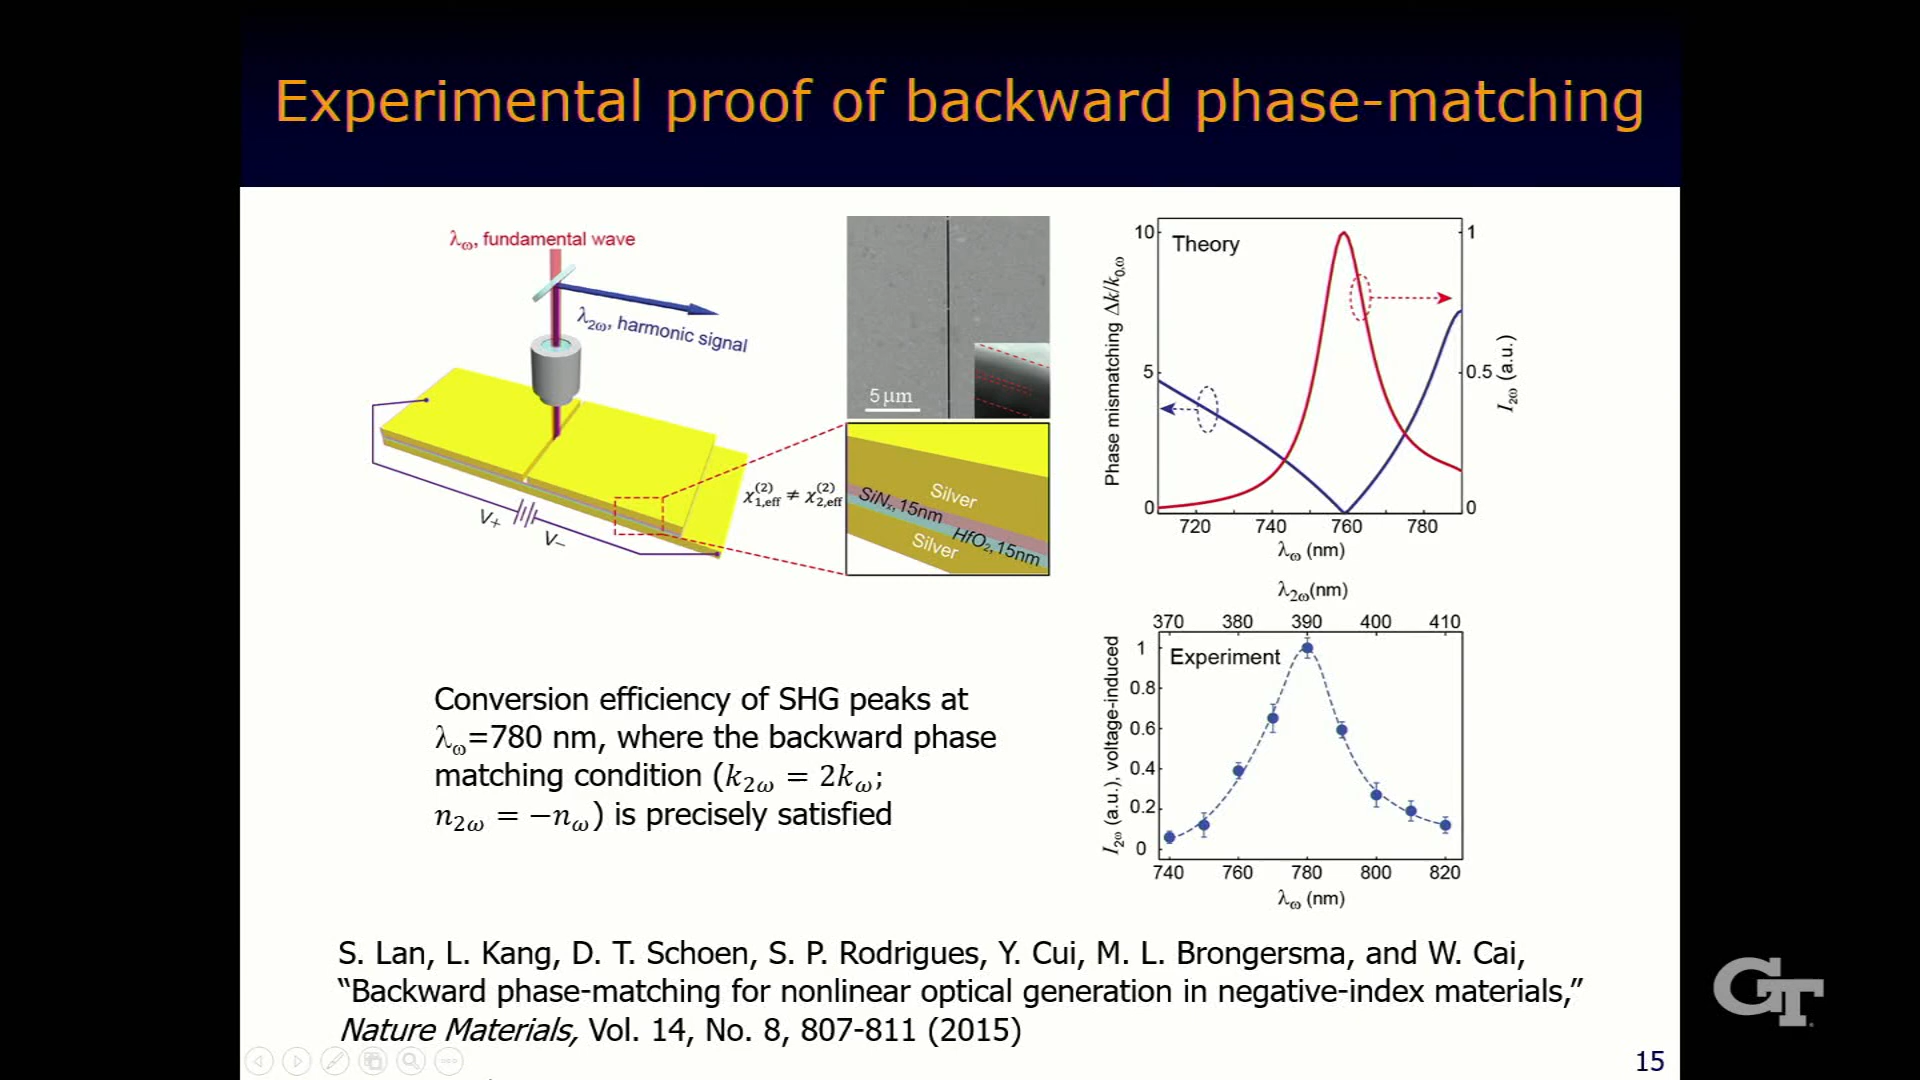 Experimental proof of backward phase-matching
λω, fundamental wave
λ2ω, harmonic signal
V+
V−
χ(2)1,eff ≠ χ(2)2,eff
5 μm
Silver
SiNx, 15nm
HfO2, 15nm
Silver
Theory
Phase mismatching Δk/k0,ω
10
5
0
1
0.5
0
I2ω (a.u.)
720 740 760 780
λω (nm)
λ2ω(nm)
370 380 390 400 410
Experiment
I2ω (a.u.), voltage-induced
1
0.8
0.6
0.4
0.2
0
740 760 780 800 820
λω (nm)
Conversion efficiency of SHG peaks at
λω=780 nm, where the backward phase
matching condition (k2ω = 2kω;
n2ω = −nω) is precisely satisfied
S. Lan, L. Kang, D. T. Schoen, S. P. Rodrigues, Y. Cui, M. L. Brongersma, and W. Cai,
“Backward phase-matching for nonlinear optical generation in negative-index materials,”
Nature Materials, Vol. 14, No. 8, 807-811 (2015)
15
GT